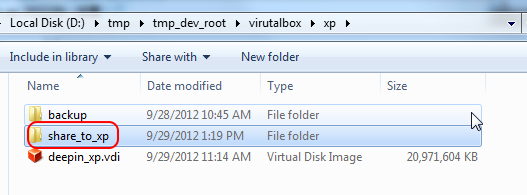 Local Disk (D:) ▸ tmp ▸ tmp_dev_root ▸ virutalbox ▸ xp ▸
Include in library ▾ Share with ▾ New folder
Name Date modified Type Size
backup 9/28/2012 10:45 AM File folder
share_to_xp 9/29/2012 1:19 PM File folder
deepin_xp.vdi 9/29/2012 11:14 AM Virtual Disk Image 20,971,604 KB